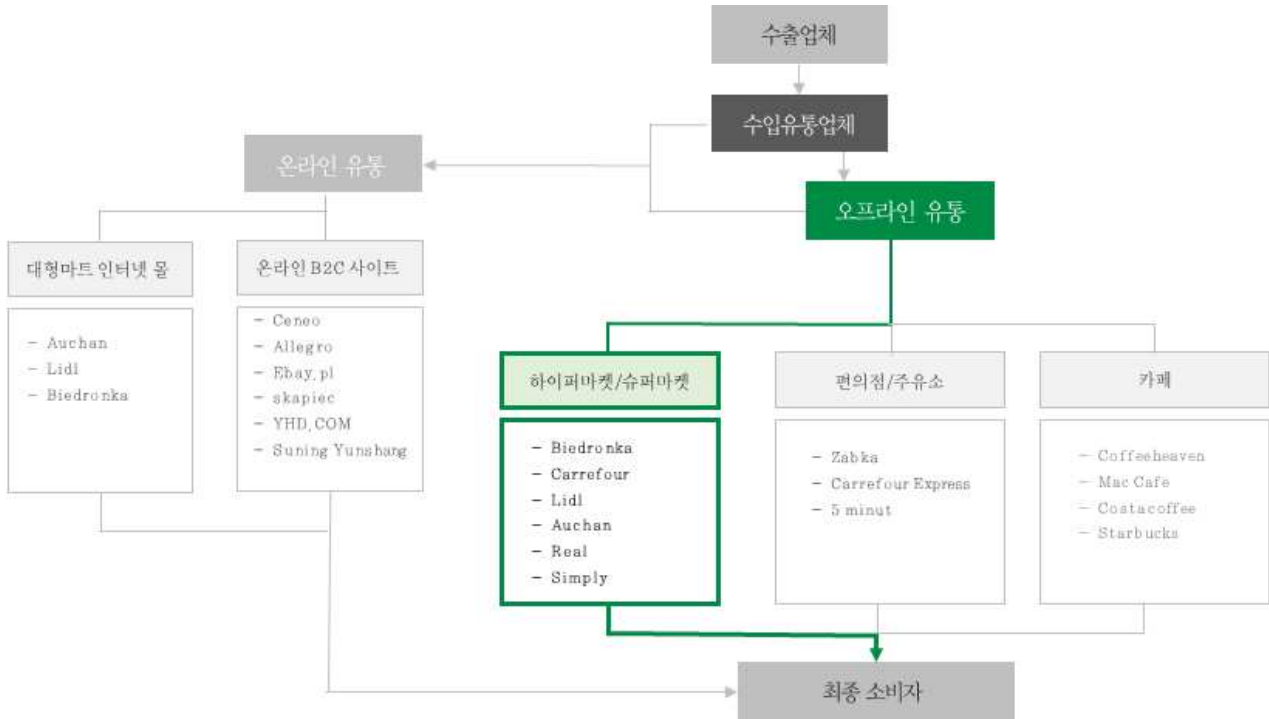 수출업체
수입유통업체
온라인 유통
오프라인 유통
대형마트 인터넷 몰
- Auchan
- Lidl
- Biedronka
온라인 B2C 사이트
- Ceneo
- Allegro
- Ebay.pl
- skapiec
- YHD.COM
- Suning Yunshang
하이퍼마켓/슈퍼마켓
- Biedronka
- Carrefour
- Lidl
- Auchan
- Real
- Simply
편의점/주유소
- Zabka
- Carrefour Express
- 5 minut
카페
- Coffeeheaven
- Mac Cafe
- Costacoffee
- Starbucks
최종 소비자